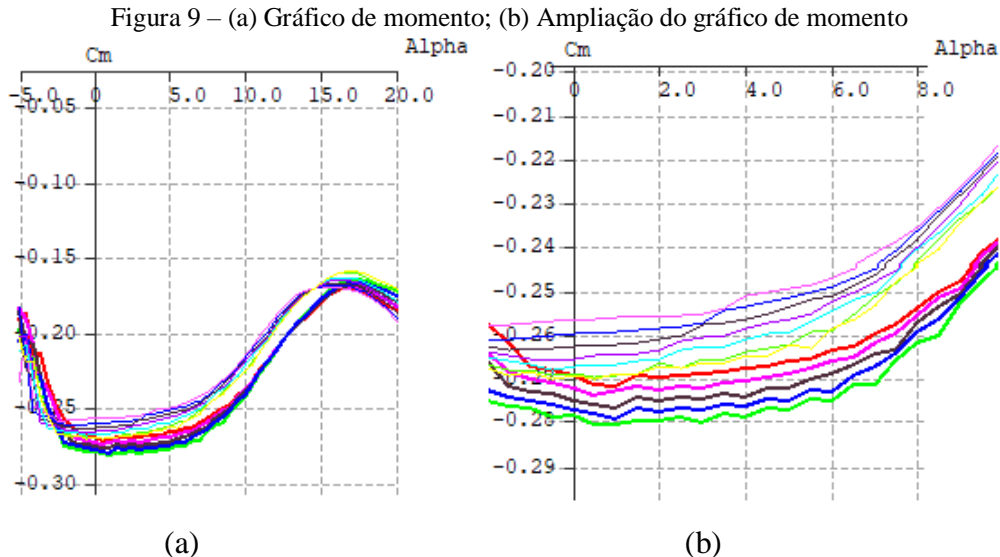 Figura 9 – (a) Gráfico de momento; (b) Ampliação do gráfico de momento
Cm
Alpha
-5.0 0 5.0 10.0 15.0 20.0
-0.05
-0.10
-0.15
-0.20
-0.25
-0.30
Cm
Alpha
-0.20
0 2.0 4.0 6.0 8.0
-0.21
-0.22
-0.23
-0.24
-0.25
-0.26
-0.27
-0.28
-0.29
(a)
(b)